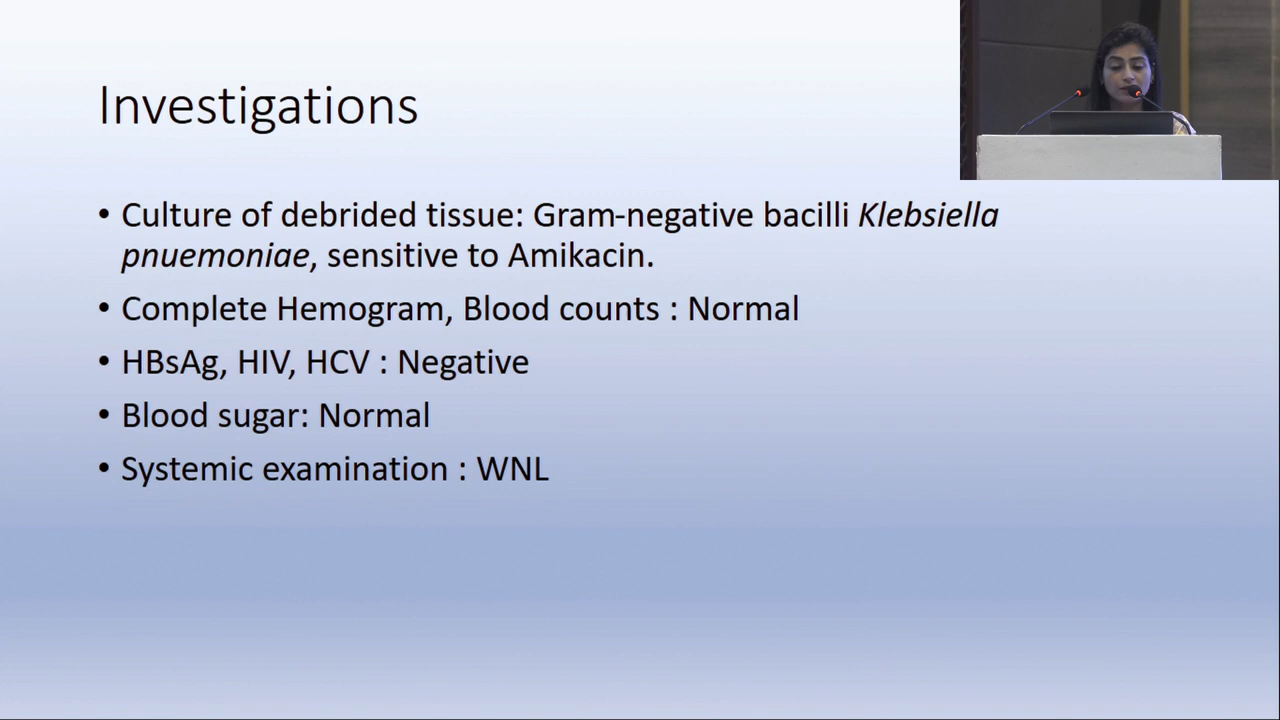 Investigations
• Culture of debrided tissue: Gram-negative bacilli Klebsiella
pnuemoniae, sensitive to Amikacin.
• Complete Hemogram, Blood counts : Normal
• HBsAg, HIV, HCV : Negative
• Blood sugar: Normal
• Systemic examination : WNL